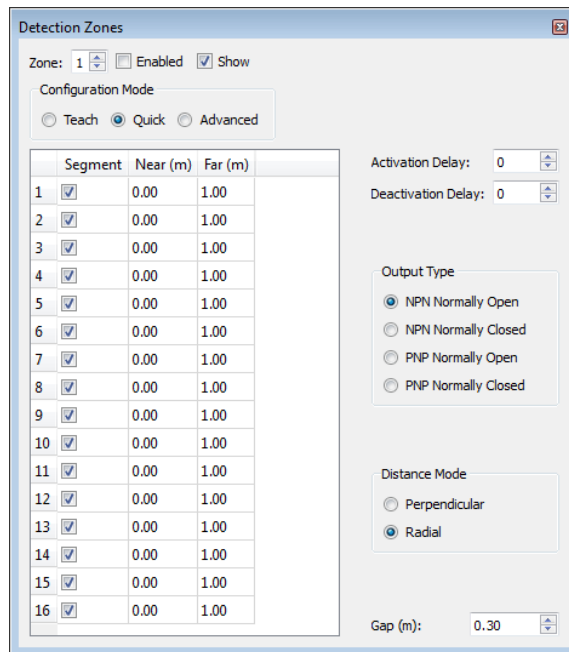 Detection Zones
Zone: 1 Enabled Show
Configuration Mode
Teach Quick Advanced
Segment Near (m) Far (m)
1 0.00 1.00
2 0.00 1.00
3 0.00 1.00
4 0.00 1.00
5 0.00 1.00
6 0.00 1.00
7 0.00 1.00
8 0.00 1.00
9 0.00 1.00
10 0.00 1.00
11 0.00 1.00
12 0.00 1.00
13 0.00 1.00
14 0.00 1.00
15 0.00 1.00
16 0.00 1.00
Activation Delay: 0
Deactivation Delay: 0
Output Type
NPN Normally Open
NPN Normally Closed
PNP Normally Open
PNP Normally Closed
Distance Mode
Perpendicular
Radial
Gap (m): 0.30